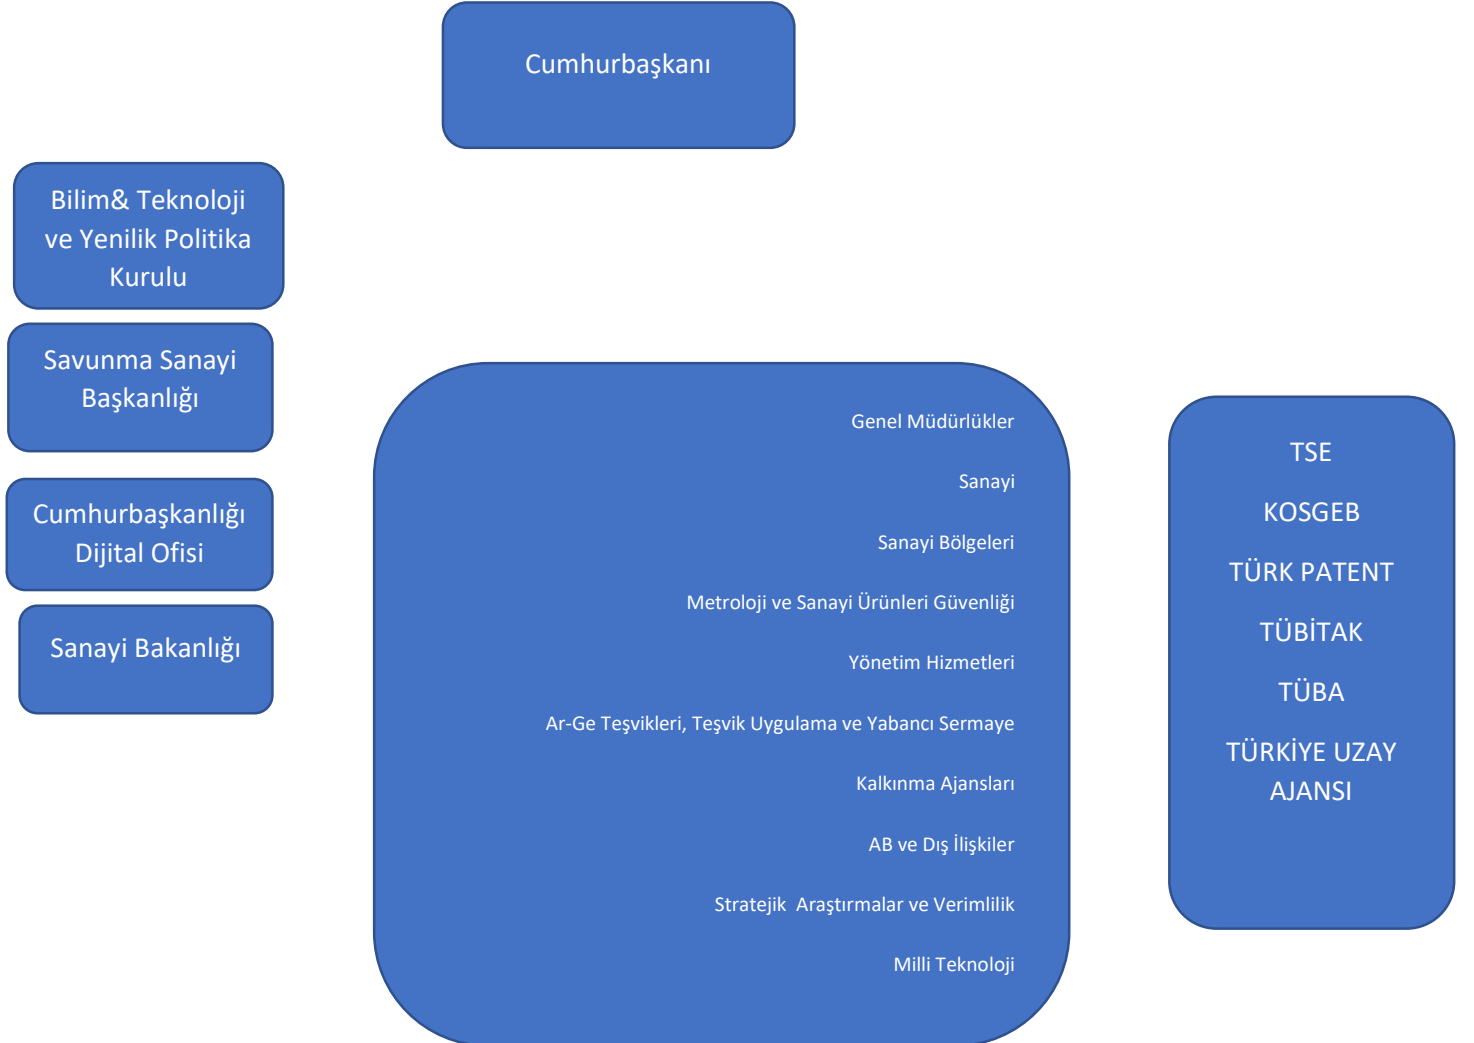 Cumhurbaşkanı
Bilim& Teknoloji
ve Yenilik Politika
Kurulu
Savunma Sanayi
Başkanlığı
Cumhurbaşkanlığı
Dijital Ofisi
Sanayi Bakanlığı
Genel Müdürlükler
Sanayi
Sanayi Bölgeleri
Metroloji ve Sanayi Ürünleri Güvenliği
Yönetim Hizmetleri
Ar-Ge Teşvikleri, Teşvik Uygulama ve Yabancı Sermaye
Kalkınma Ajansları
AB ve Dış İlişkiler
Stratejik  Araştırmalar ve Verimlilik
Milli Teknoloji
TSE
KOSGEB
TÜRK PATENT
TÜBİTAK
TÜBA
TÜRKİYE UZAY
AJANSI